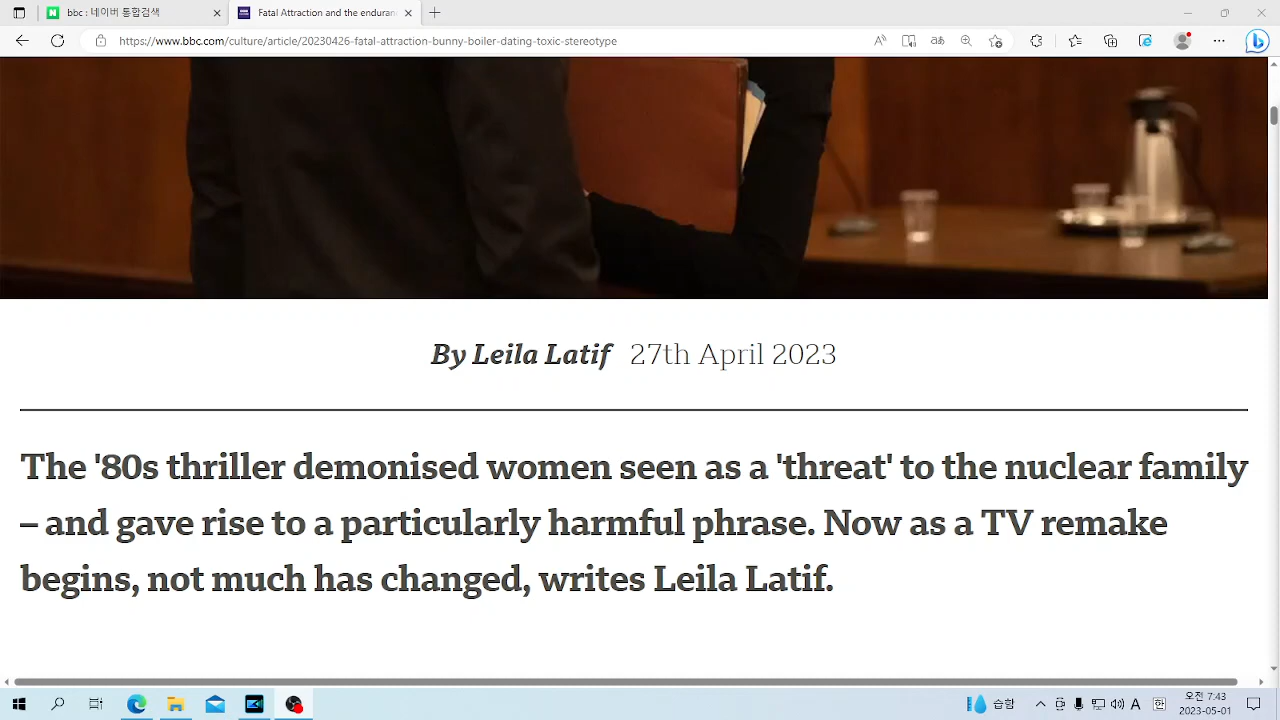 bbc : 네이버 통합검색
Fatal Attraction and the enduran
https://www.bbc.com/culture/article/20230426-fatal-attraction-bunny-boiler-dating-toxic-stereotype
By Leila Latif 27th April 2023
The '80s thriller demonised women seen as a 'threat' to the nuclear family
– and gave rise to a particularly harmful phrase. Now as a TV remake
begins, not much has changed, writes Leila Latif.
습함
A
오전 7:43
2023-05-01